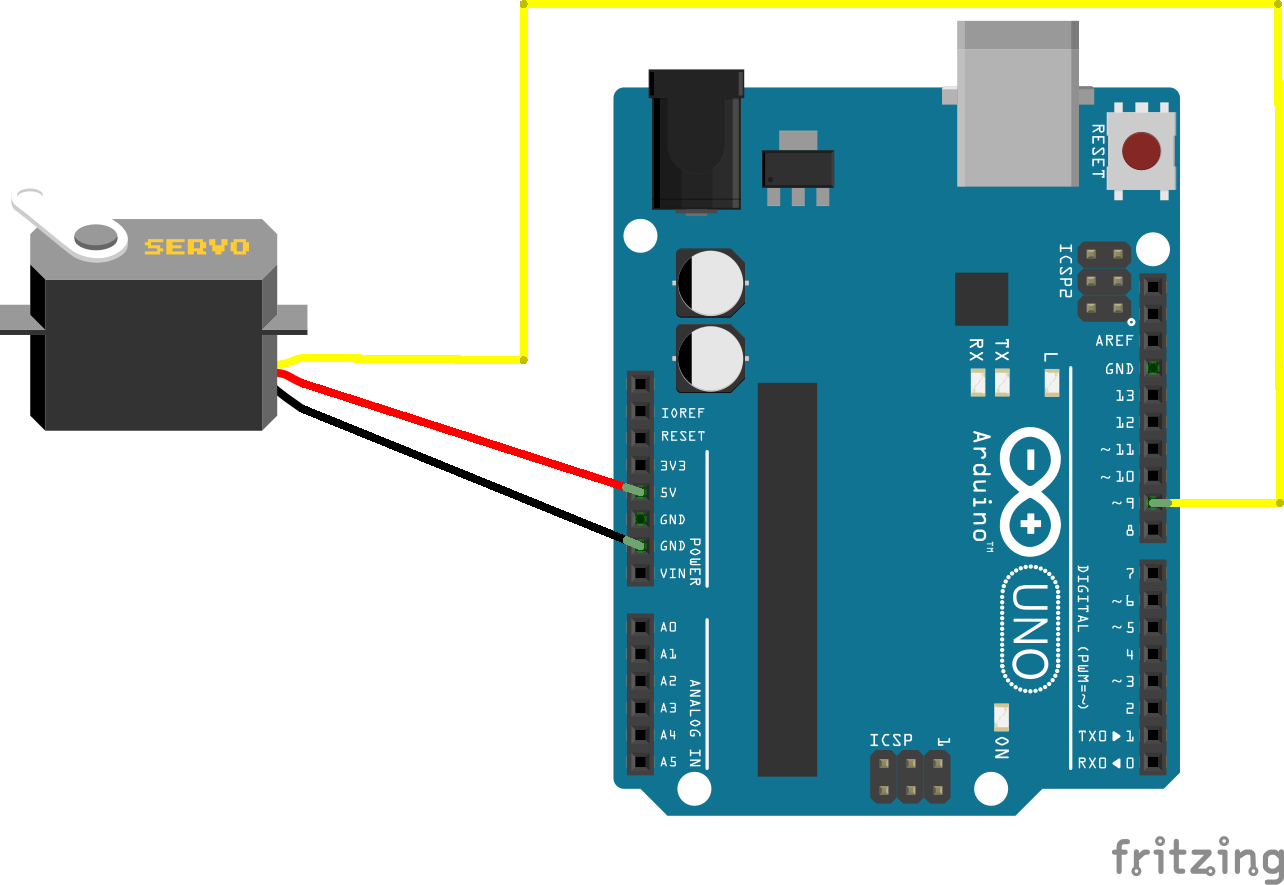 SERVO
RESET
ICSP2
AREF
GND
13
12
~11
~10
~9
8
RX
TX
L
IOREF
RESET
3V3
5V
GND
GND
VIN
POWER
Arduino™
UNO
7
~6
~5
4
~3
2
TX0▶1
RX0◀0
DIGITAL (PWM=~)
A0
A1
A2
A3
A4
A5
ANALOG IN
ICSP
1
ON
fritzing